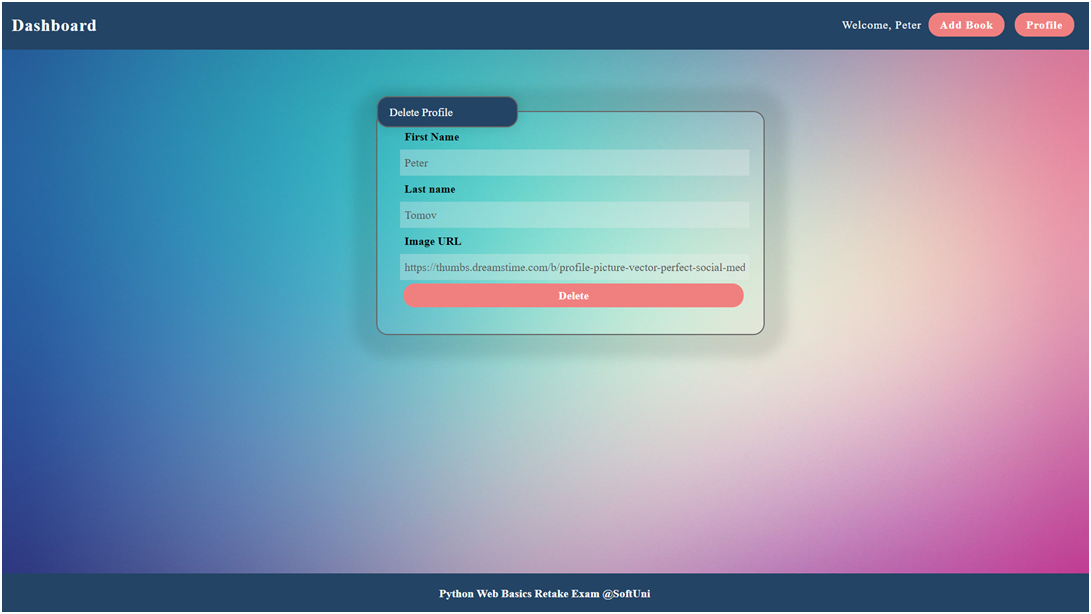 Dashboard
Welcome, Peter
Add Book
Profile
Delete Profile
First Name
Peter
Last name
Tomov
Image URL
https://thumbs.dreamstime.com/b/profile-picture-vector-perfect-social-med
Delete
Python Web Basics Retake Exam @SoftUni